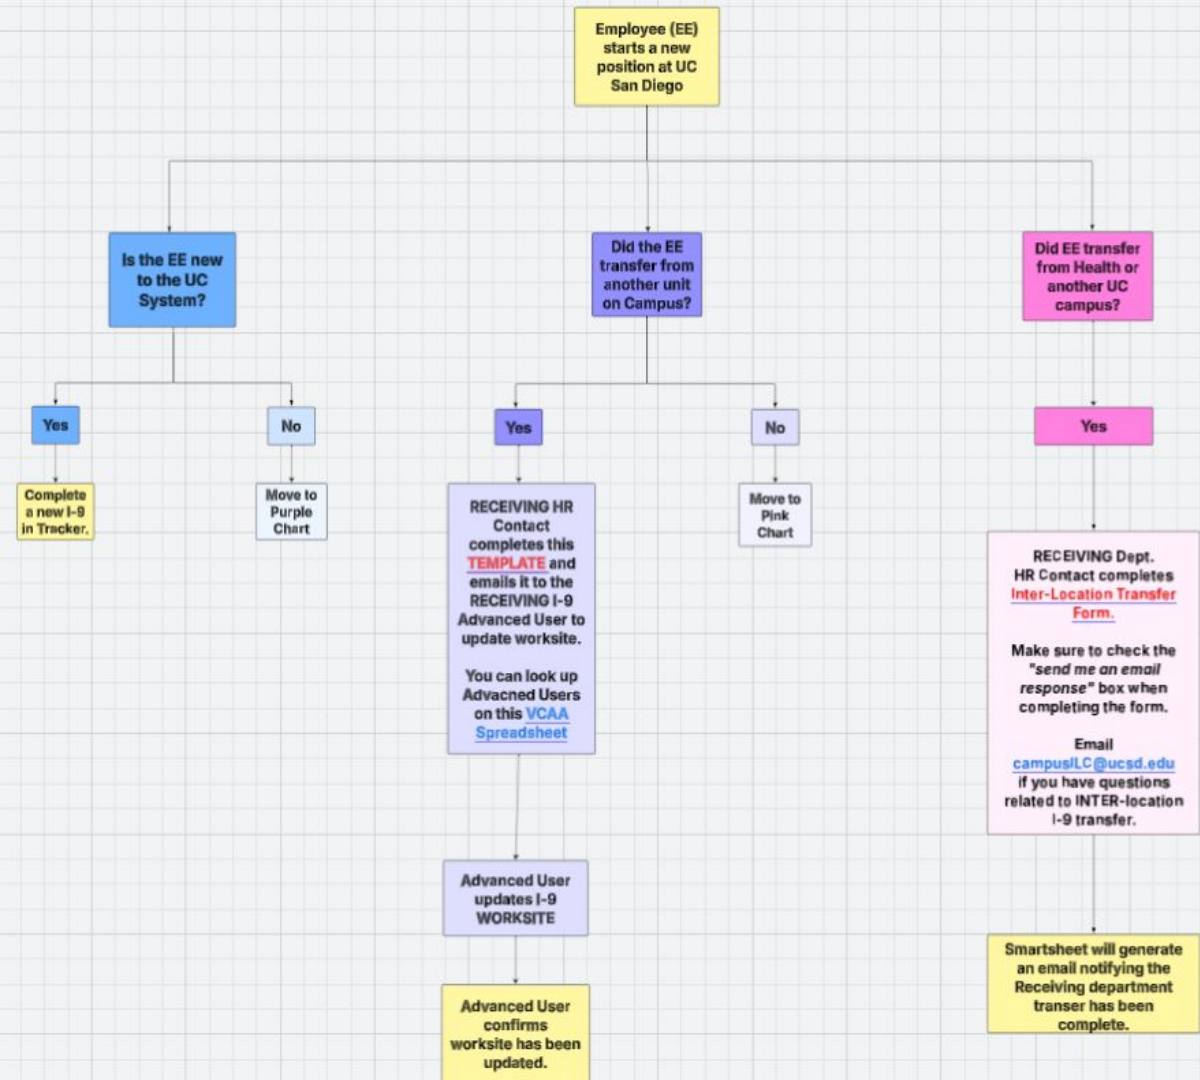 Employee (EE)
starts a new
position at UC
San Diego
Is the EE new
to the UC
System?
Yes
No
Complete
a new I-9
in Tracker.
Move to
Purple
Chart
Did the EE
transfer from
another unit
on Campus?
Yes
No
RECEIVING HR
Contact
completes this
TEMPLATE and
emails it to the
RECEIVING I-9
Advanced User to
update worksite.
You can look up
Advacned Users
on this VCAA
Spreadsheet
Move to
Pink
Chart
Advanced User
updates I-9
WORKSITE
Advanced User
confirms
worksite has been
updated.
Did EE transfer
from Health or
another UC
campus?
Yes
RECEIVING Dept.
HR Contact completes
Inter-Location Transfer
Form.
Make sure to check the
"send me an email
response" box when
completing the form.
Email
campusILC@ucsd.edu
if you have questions
related to INTER-location
I-9 transfer.
Smartsheet will generate
an email notifying the
Receiving department
transer has been
complete.